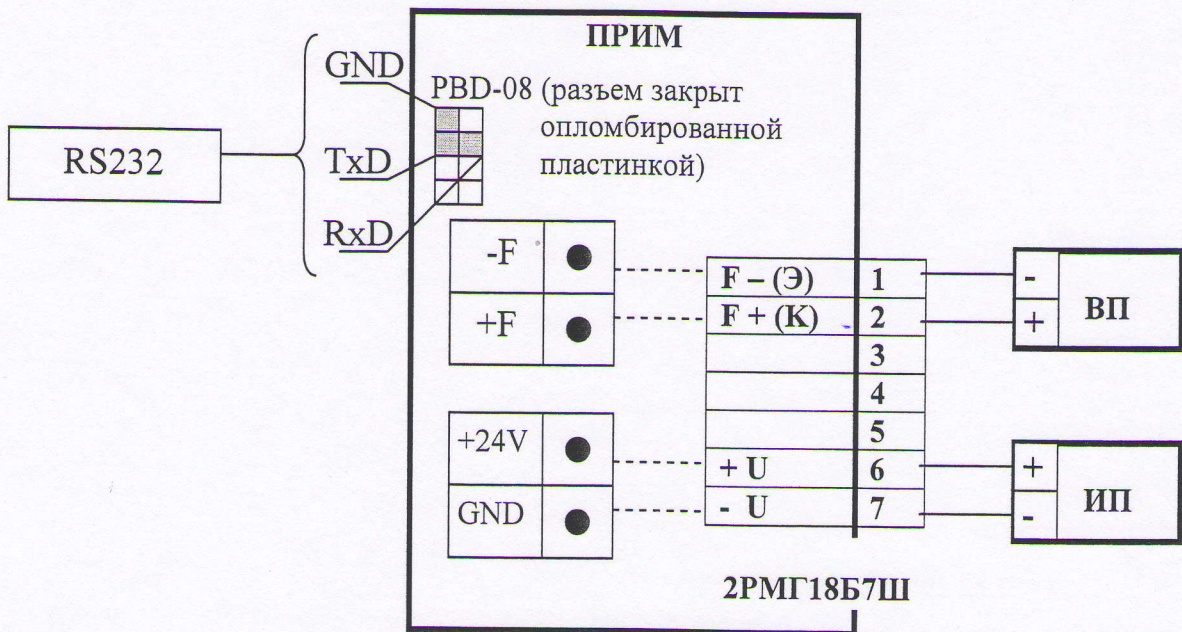 ПРИМ
GND
PBD-08 (разъем закрыт
опломбированной
пластинкой)
RS232
TxD
RxD
-F
+F
F – (Э) 1
F + (К) 2
3
4
5
+ U 6
- U 7
-
+
ВП
+24V
GND
+
-
ИП
2РМГ18Б7Ш